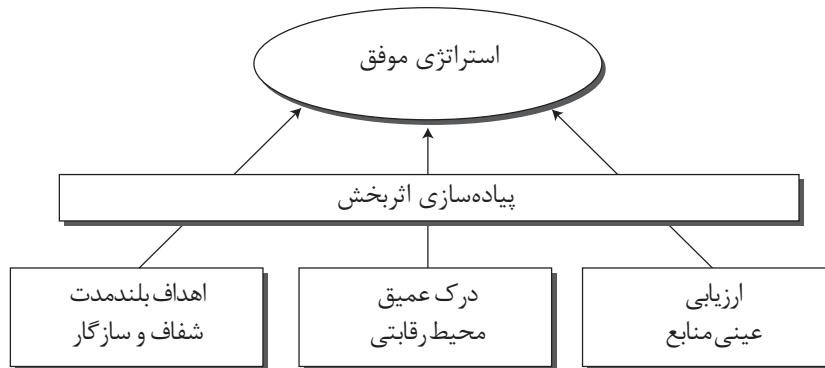 استراتژی موفق
پیاده‌سازی اثربخش
ارزیابی
عینی منابع
درک عمیق
محیط رقابتی
اهداف بلندمدت
شفاف و سازگار